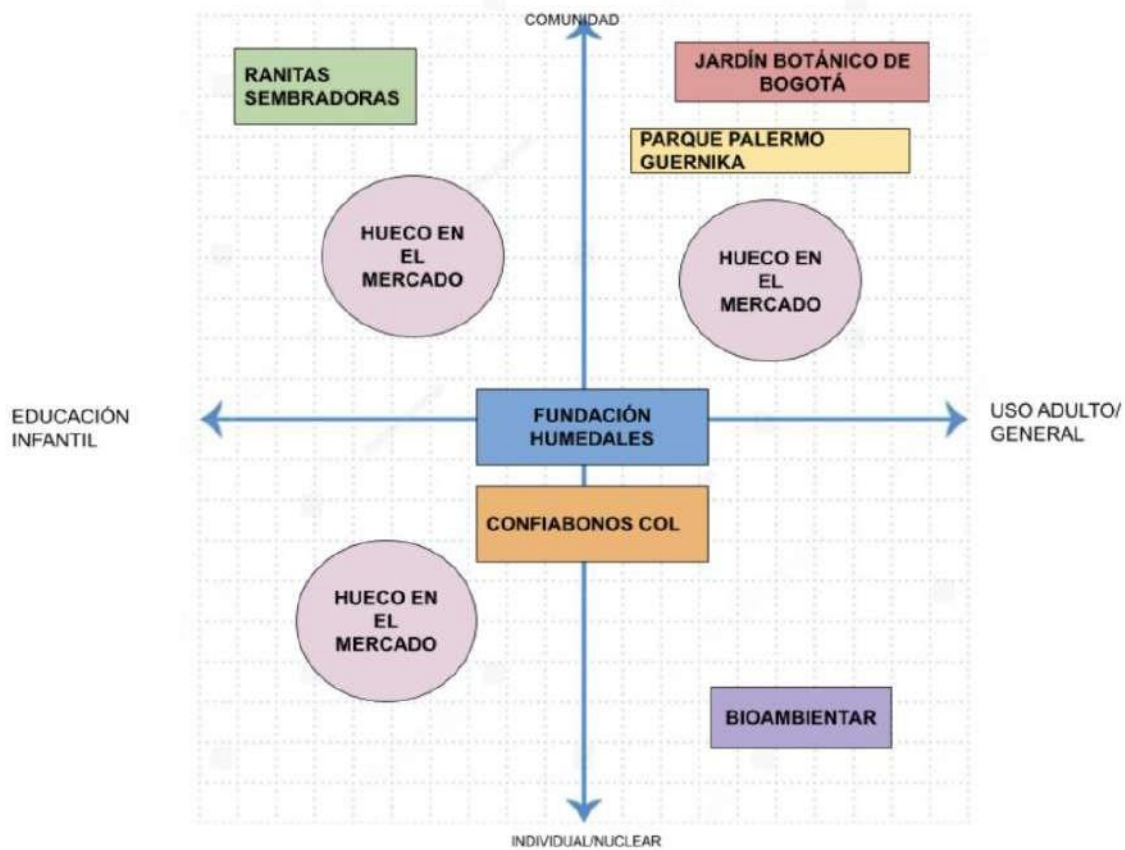 COMUNIDAD
RANITAS
SEMBRADORAS
JARDÍN BOTÁNICO DE
BOGOTÁ
PARQUE PALERMO
GUERNIKA
HUECO EN
EL
MERCADO
HUECO EN
EL
MERCADO
EDUCACIÓN
INFANTIL
FUNDACIÓN
HUMEDALES
USO ADULTO/
GENERAL
CONFIABONOS COL
HUECO EN
EL
MERCADO
BIOAMBIENTAR
INDIVIDUAL/NUCLEAR